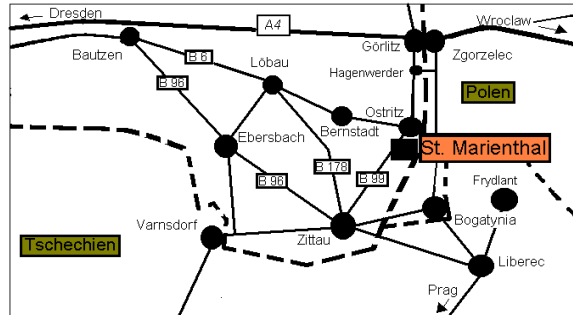 Dresden
A4
Wroclaw
Görlitz
Zgorzelec
Bautzen
B 6
Löbau
Hagenwerder
B 96
Polen
Ostritz
Bernstadt
Ebersbach
St. Marienthal
B 178
B 96
B 99
Frydlant
Varnsdorf
Zittau
Bogatynia
Tschechien
Liberec
Prag